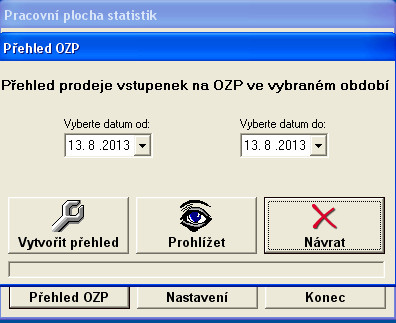 Pracovní plocha statistik
Přehled OZP
Přehled prodeje vstupenek na OZP ve vybraném období
Vyberte datum od: Vyberte datum do:
13. 8 .2013 13. 8 .2013
Vytvořit přehled Prohlížet Návrat
Přehled OZP Nastavení Konec